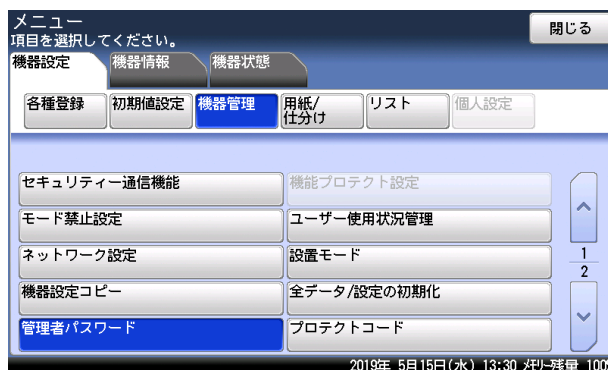 メニュー
項目を選択してください。
閉じる
機器設定
機器情報
機器状態
各種登録
初期値設定
機器管理
用紙/
仕分け
リスト
個人設定
セキュリティー通信機能
機能プロテクト設定
モード禁止設定
ユーザー使用状況管理
ネットワーク設定
設置モード
1
2
機器設定コピー
全データ/設定の初期化
管理者パスワード
プロテクトコード
2019年 5月15日(水) 13:30 メモリー残量 100